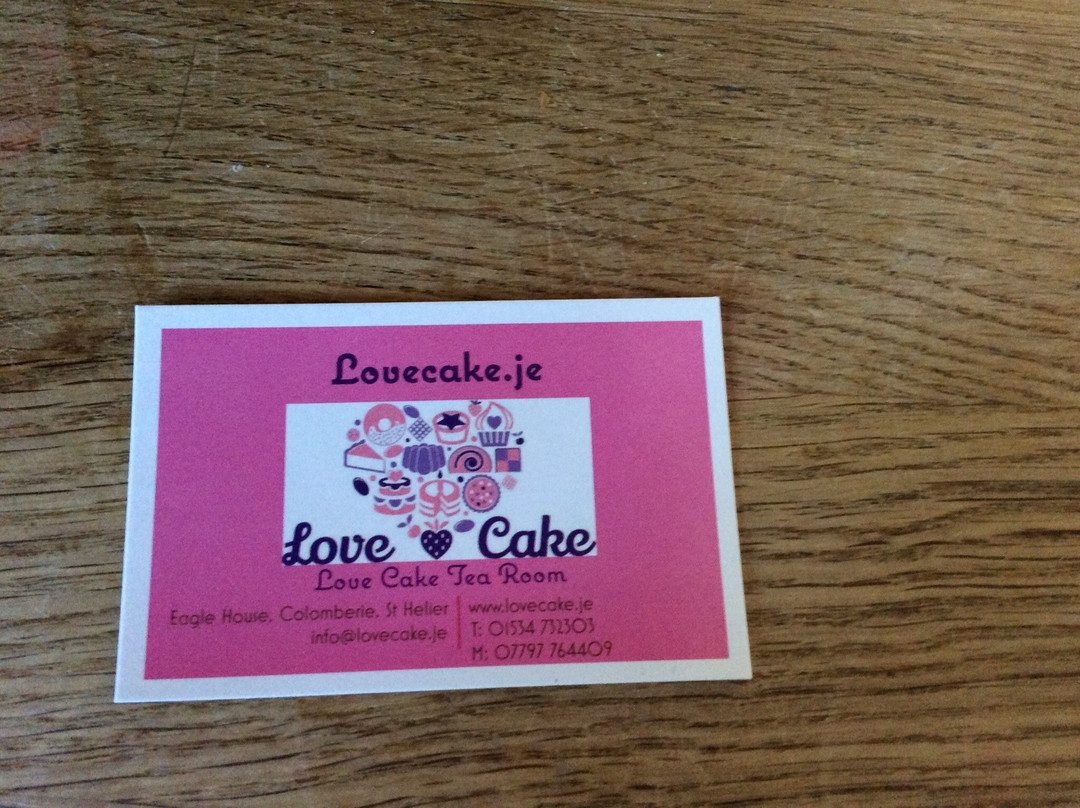 Lovecake.je
Love Cake
Love Cake Tea Room
Eagle House, Colomberie, St Helier
info@lovecake.je
www.lovecake.je
T: 01534 732303
M: 07797 764409